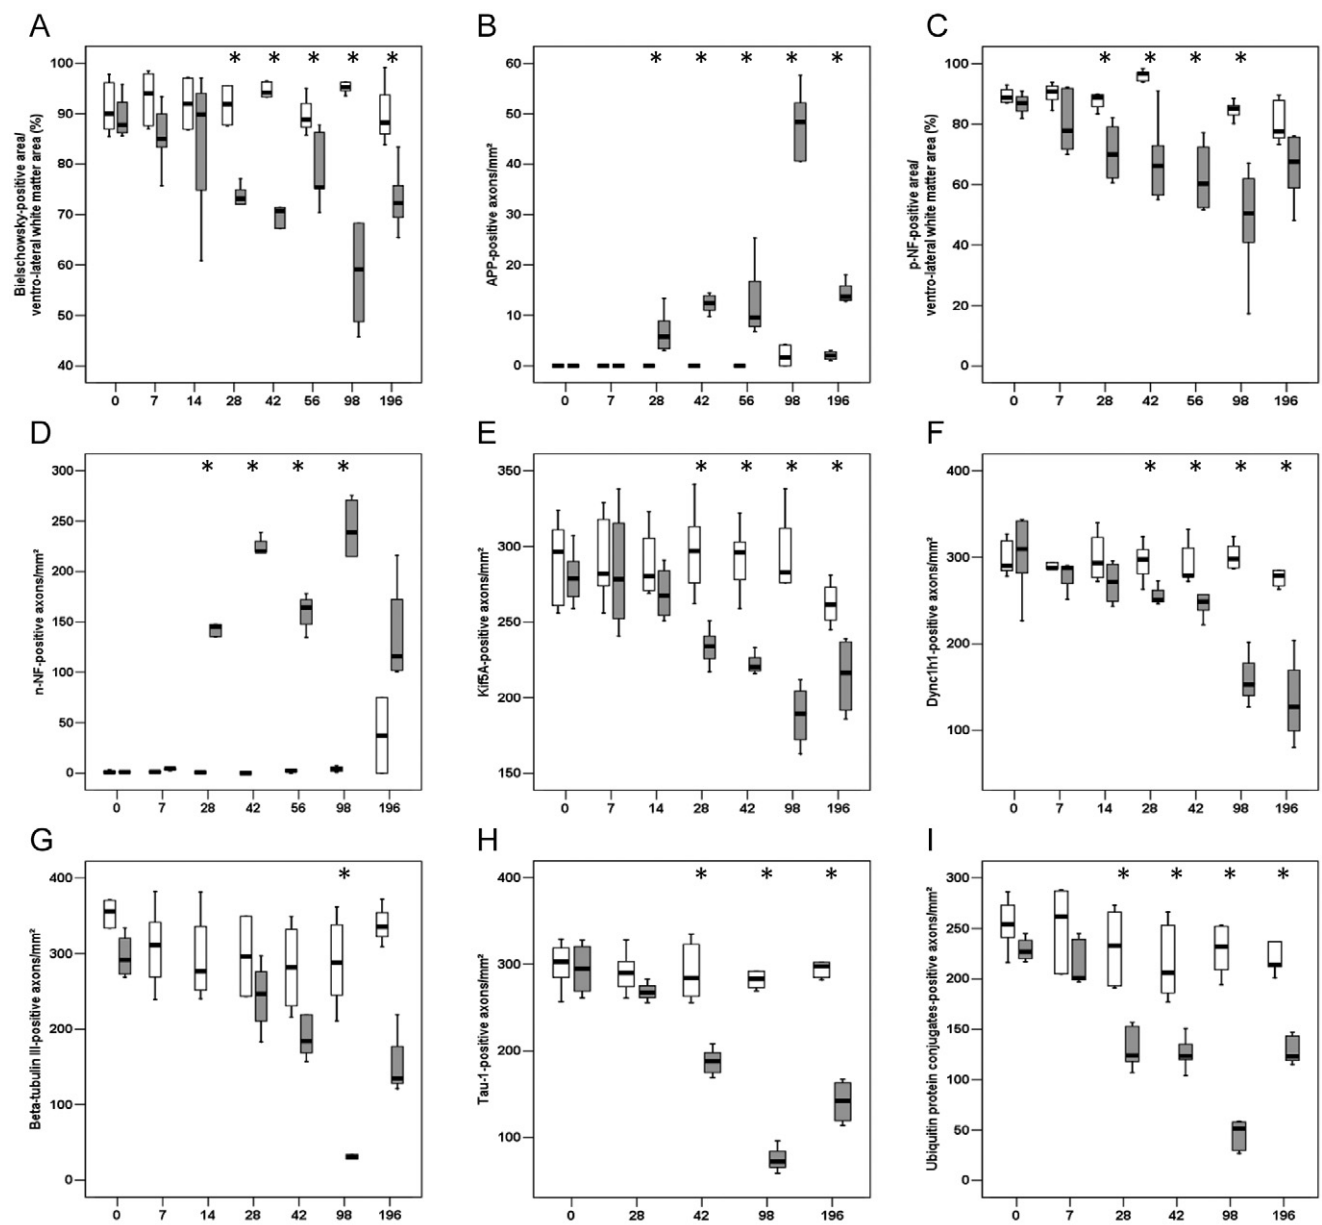 A
Bielschowsky-positive area/
ventro-lateral white matter area (%)
100
90
80
70
60
50
40
* * * * *
0 7 14 28 42 56 98 196
B
APP-positive axons/mm²
60
50
40
30
20
10
0
* * * * *
0 7 28 42 56 98 196
C
p-NF-positive area/
ventro-lateral white matter area (%)
100
80
60
40
20
0
* * * *
0 7 28 42 56 98 196
D
n-NF-positive axons/mm²
300
250
200
150
100
50
0
* * * *
0 7 28 42 56 98 196
E
Kif5A-positive axons/mm²
350
300
250
200
150
* * * *
0 7 14 28 42 98 196
F
Dync1h1-positive axons/mm²
400
300
200
100
* * * *
0 7 14 28 42 98 196
G
Beta-tubulin III-positive axons/mm²
400
300
200
100
0
*
0 7 14 28 42 98 196
H
Tau-1-positive axons/mm²
400
300
200
100
* * *
0 28 42 98 196
I
Ubiquitin protein conjugates-positive axons/mm²
300
250
200
150
100
50
0
* * * *
0 7 28 42 98 196